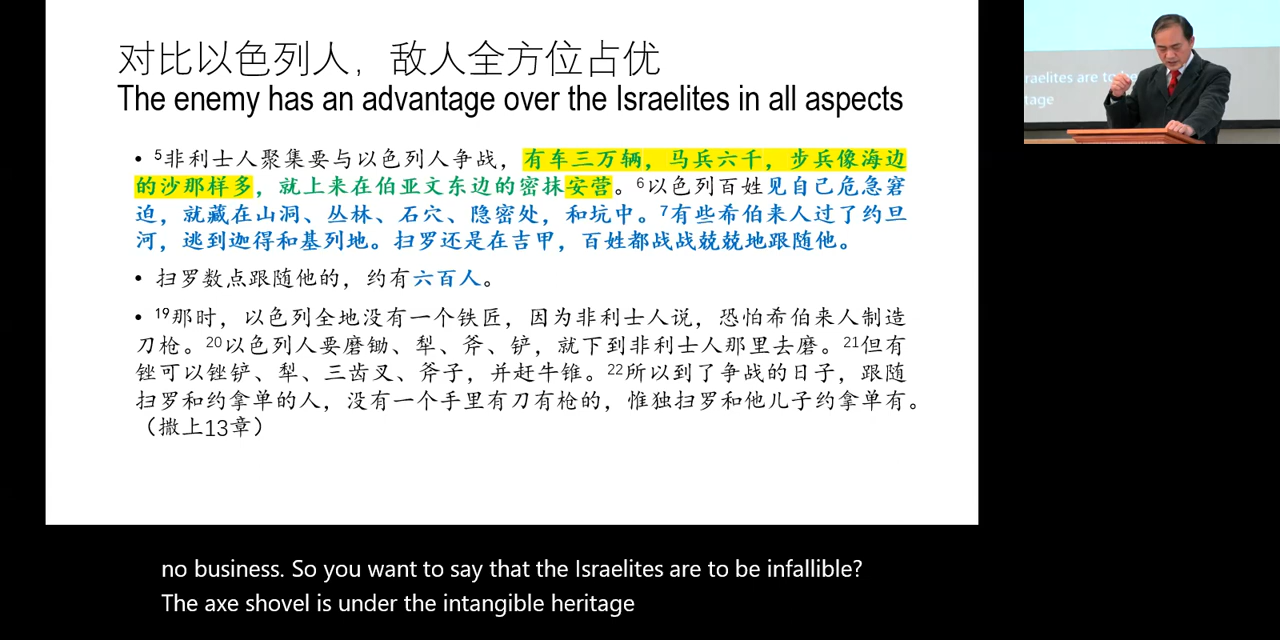 对比以色列人，敌人全方位占优
The enemy has an advantage over the Israelites in all aspects
• ⁵非利士人聚集要与以色列人争战，有车三万辆，马兵六千，步兵像海边
的沙那样多，就上来在伯亚文东边的密抹安营。⁶以色列百姓见自己危急窘
迫，就藏在山洞、丛林、石穴、隐密处，和坑中。⁷有些希伯来人过了约旦
河，逃到迦得和基列地。扫罗还是在吉甲，百姓都战战兢兢地跟随他。
• 扫罗数点跟随他的，约有六百人。
• ¹⁹那时，以色列全地没有一个铁匠，因为非利士人说，恐怕希伯来人制造
刀枪。²⁰以色列人要磨锄、犁、斧、铲，就下到非利士人那里去磨。²¹但有
锉可以锉铲、犁、三齿叉、斧子，并赶牛锥。²²所以到了争战的日子，跟随
扫罗和约拿单的人，没有一个手里有刀有枪的，惟独扫罗和他儿子约拿单有。
（撒上13章）
raelites are to be
tage
no business. So you want to say that the Israelites are to be infallible?
The axe shovel is under the intangible heritage